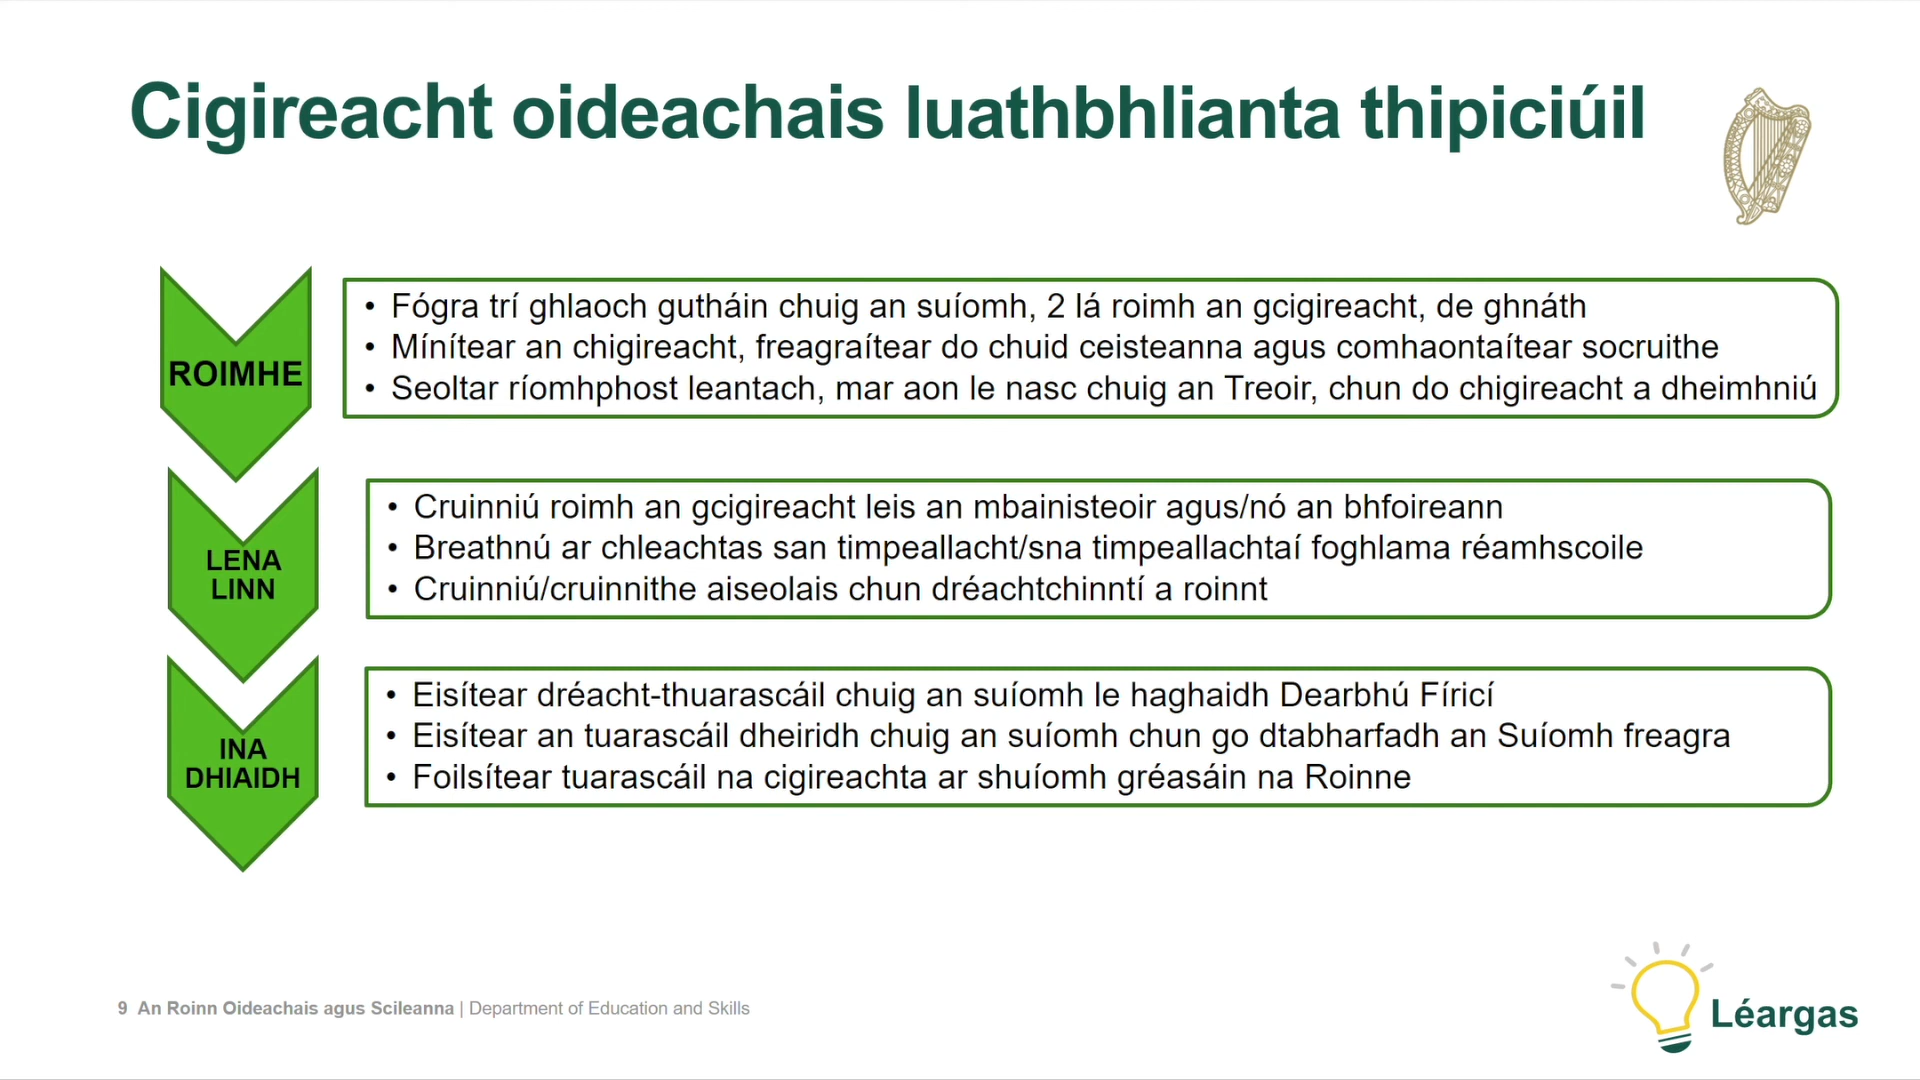 Cigireacht oideachais luathbhlianta thipiciúil
ROIMHE
• Fógra trí ghlaoch gutháin chuig an suíomh, 2 lá roimh an gcigireacht, de ghnáth
• Mínítear an chigireacht, freagraítear do chuid ceisteanna agus comhaontaítear socruithe
• Seoltar ríomhphost leantach, mar aon le nasc chuig an Treoir, chun do chigireacht a dheimhniú
LENA
LINN
• Cruinniú roimh an gcigireacht leis an mbainisteoir agus/nó an bhfoireann
• Breathnú ar chleachtas san timpeallacht/sna timpeallachtaí foghlama réamhscoile
• Cruinniú/cruinnithe aiseolais chun dréachtchinntí a roinnt
INA
DHIAIDH
• Eisítear dréacht-thuarascáil chuig an suíomh le haghaidh Dearbhú Fíricí
• Eisítear an tuarascáil dheiridh chuig an suíomh chun go dtabharfadh an Suíomh freagra
• Foilsítear tuarascáil na cigireachta ar shuíomh gréasáin na Roinne
9 An Roinn Oideachais agus Scileanna | Department of Education and Skills
Léargas